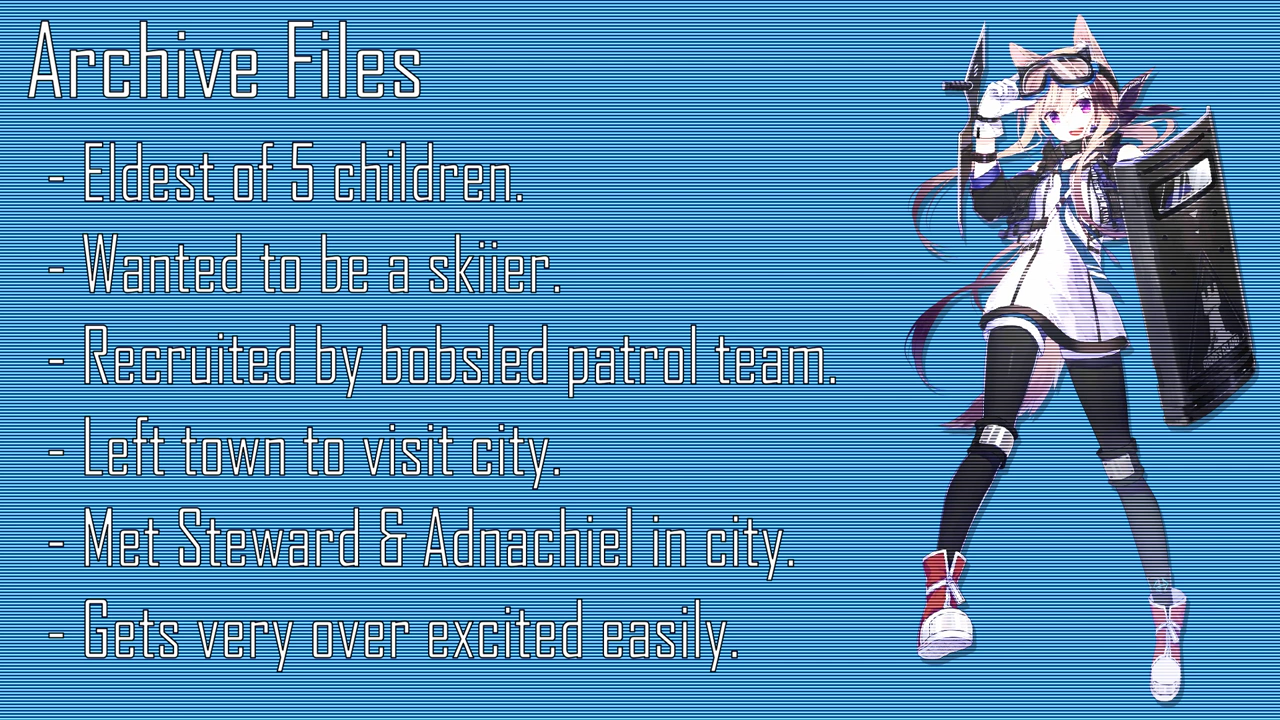 Archive Files
- Eldest of 5 children.
- Wanted to be a skiier.
- Recruited by bobsled patrol team.
- Left town to visit city.
- Met Steward & Adnachiel in city.
- Gets very over excited easily.